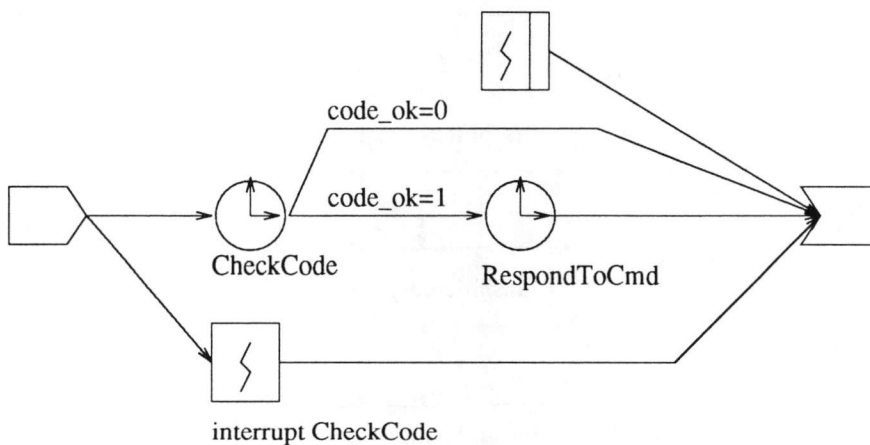 code_ok=0
code_ok=1
CheckCode
RespondToCmd
interrupt CheckCode